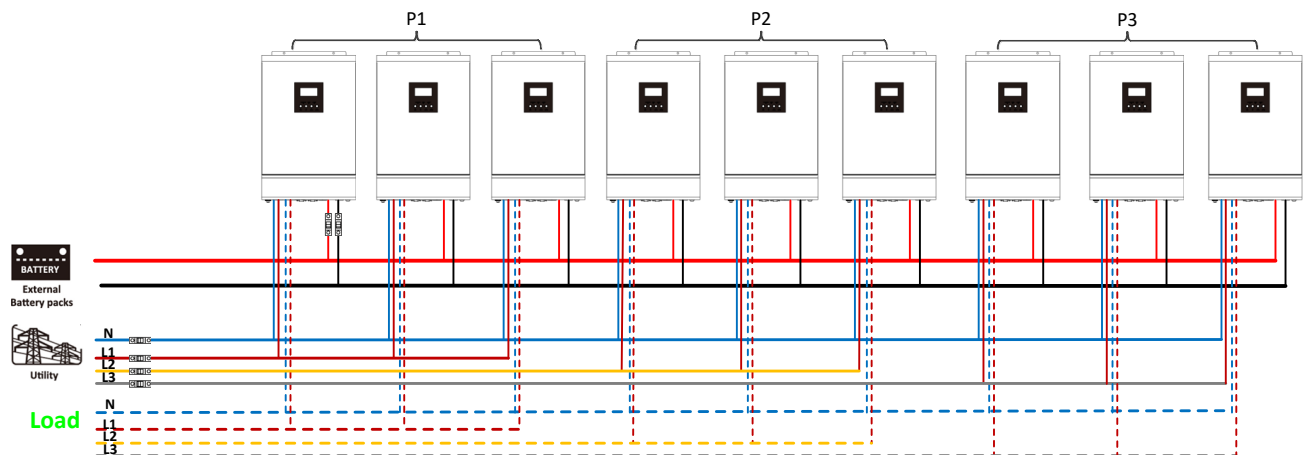 P1
P2
P3
BATTERY
External
Battery packs
N
L1
L2
L3
Utility
Load
N
L1
L2
L3